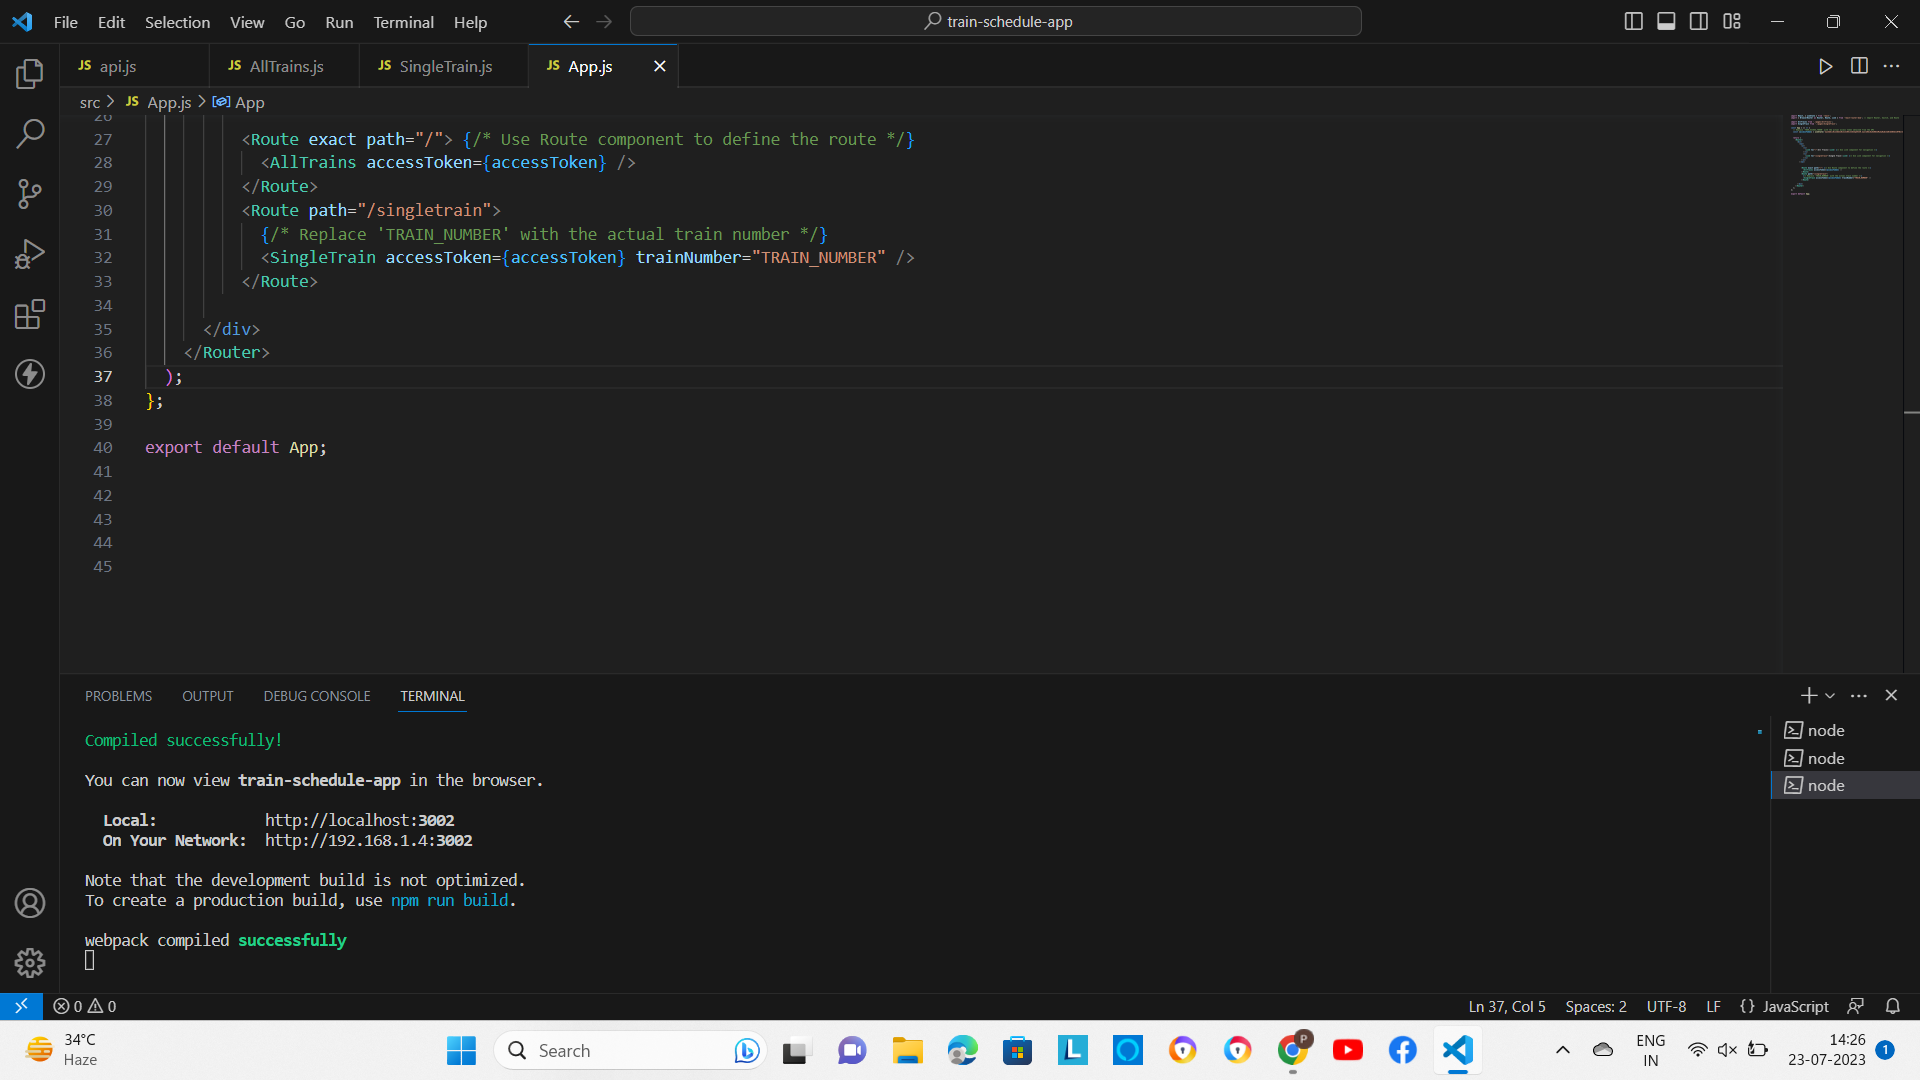 File Edit Selection View Go Run Terminal Help train-schedule-app
JS api.js JS AllTrains.js JS SingleTrain.js JS App.js
src JS App.js App
26
27 <Route exact path="/"> {/* Use Route component to define the route */}
28 <AllTrains accessToken={accessToken} />
29 </Route>
30 <Route path="/singletrain">
31 {/* Replace 'TRAIN_NUMBER' with the actual train number */}
32 <SingleTrain accessToken={accessToken} trainNumber="TRAIN_NUMBER" />
33 </Route>
34
35 </div>
36 </Router>
37 );
38 };
39
40 export default App;
41
42
43
44
45
PROBLEMS OUTPUT DEBUG CONSOLE TERMINAL
Compiled successfully!
You can now view train-schedule-app in the browser.
Local: http://localhost:3002
On Your Network: http://192.168.1.4:3002
Note that the development build is not optimized.
To create a production build, use npm run build.
webpack compiled successfully
node
node
node
0 0 Ln 37, Col 5 Spaces: 2 UTF-8 LF {} JavaScript
34°C
Haze
Search
L
P
ENG
IN
14:26
23-07-2023
1